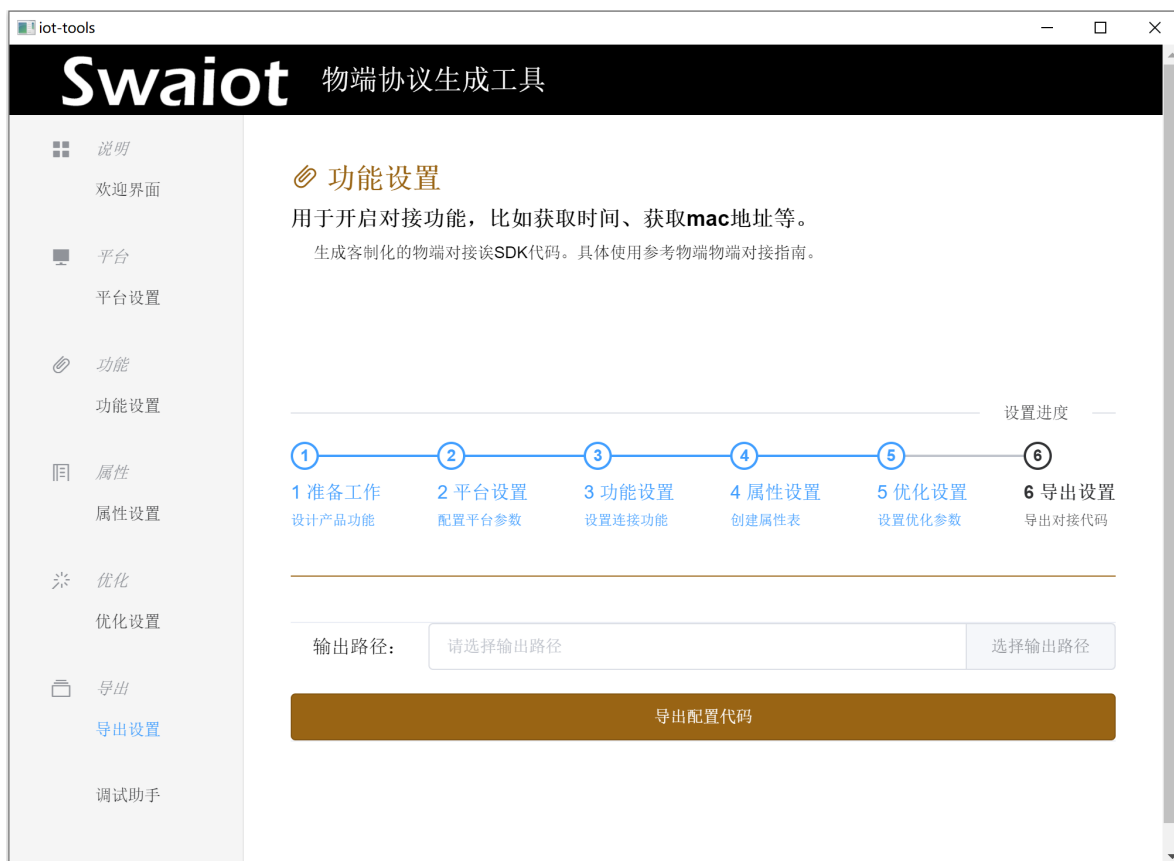 iot-tools
Swaiot 物端协议生成工具
说明
欢迎界面
平台
平台设置
功能
功能设置
属性
属性设置
优化
优化设置
导出
导出设置
调试助手
功能设置
用于开启对接功能，比如获取时间、获取mac地址等。
生成客制化的物端对接诶SDK代码。具体使用参考物端物端对接指南。
设置进度
1 2 3 4 5 6
1 准备工作 2 平台设置 3 功能设置 4 属性设置 5 优化设置 6 导出设置
设计产品功能 配置平台参数 设置连接功能 创建属性表 设置优化参数 导出对接代码
输出路径： 请选择输出路径 选择输出路径
导出配置代码